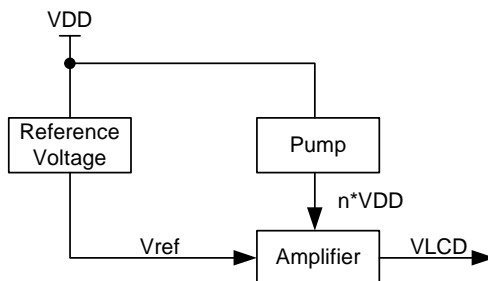 VDD
Reference
Voltage
Pump
n*VDD
Vref
Amplifier
VLCD